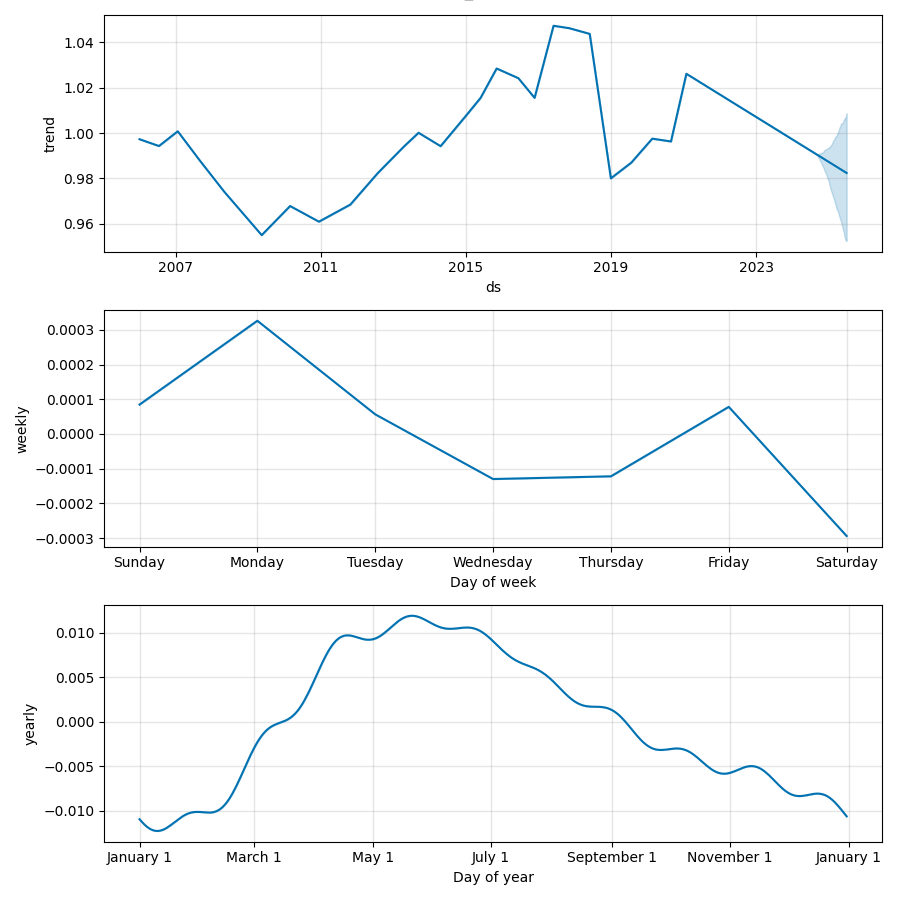 1.04
1.02
1.00
0.98
0.96
trend
2007 2011 2015 2019 2023
ds
0.0003
0.0002
0.0001
0.0000
−0.0001
−0.0002
−0.0003
weekly
Sunday Monday Tuesday Wednesday Thursday Friday Saturday
Day of week
0.010
0.005
0.000
−0.005
−0.010
yearly
January 1 March 1 May 1 July 1 September 1 November 1 January 1
Day of year